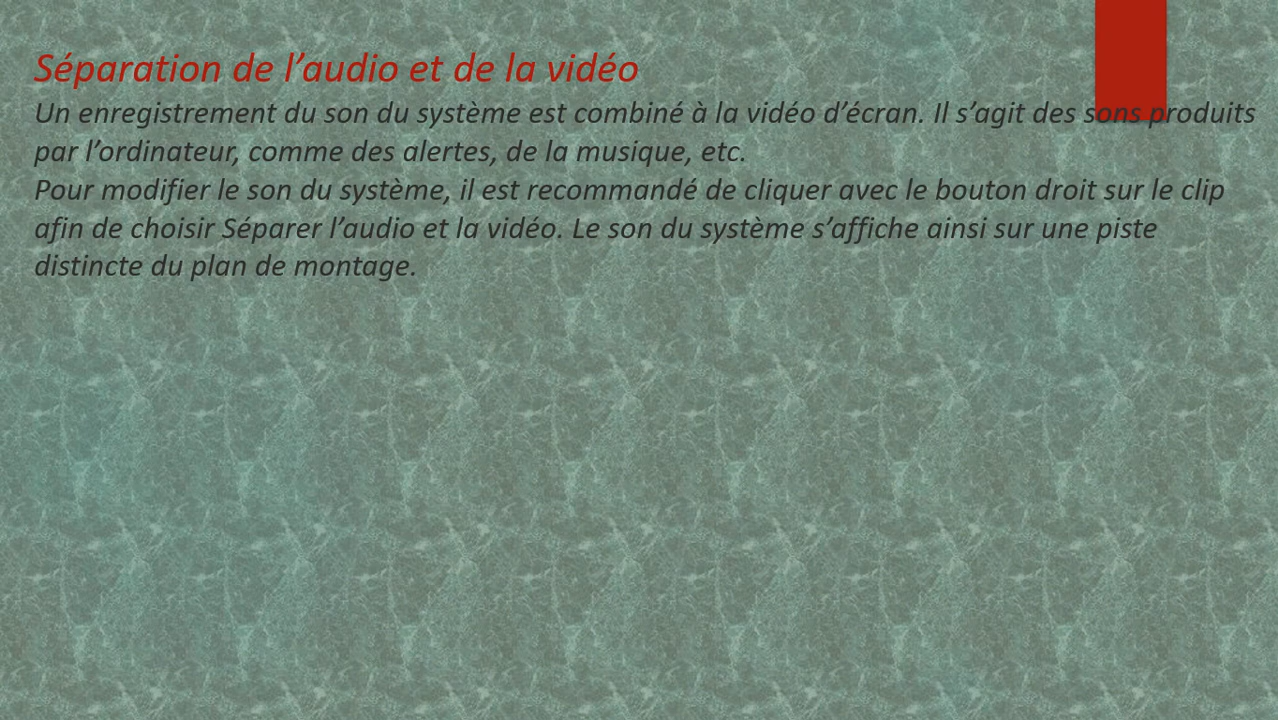 Séparation de l’audio et de la vidéo
Un enregistrement du son du système est combiné à la vidéo d’écran. Il s’agit des sons produits
par l’ordinateur, comme des alertes, de la musique, etc.
Pour modifier le son du système, il est recommandé de cliquer avec le bouton droit sur le clip
afin de choisir Séparer l’audio et la vidéo. Le son du système s’affiche ainsi sur une piste
distincte du plan de montage.